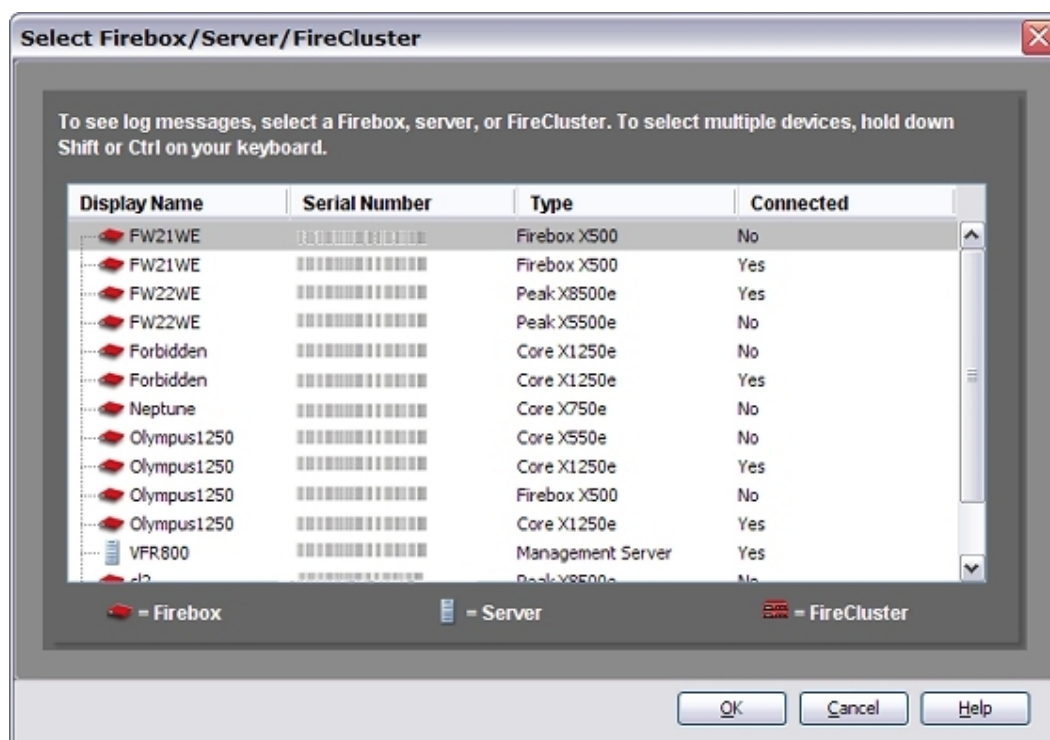 Select Firebox/Server/FireCluster
To see log messages, select a Firebox, server, or FireCluster. To select multiple devices, hold down
Shift or Ctrl on your keyboard.
Display Name Serial Number Type Connected
FW21WE Firebox X500 No
FW21WE Firebox X500 Yes
FW22WE Peak X8500e Yes
FW22WE Peak X5500e No
Forbidden Core X1250e No
Forbidden Core X1250e Yes
Neptune Core X750e No
Olympus1250 Core X550e No
Olympus1250 Core X1250e Yes
Olympus1250 Firebox X500 No
Olympus1250 Core X1250e Yes
VFR800 Management Server Yes
No
= Firebox = Server = FireCluster
OK Cancel Help